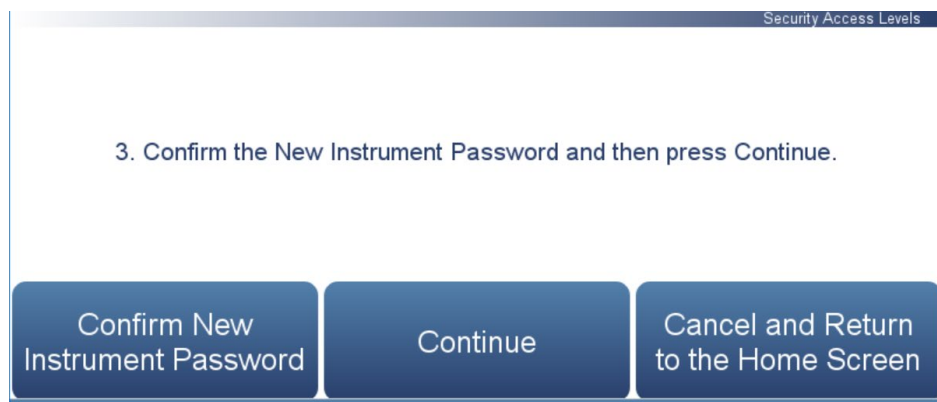 Security Access Levels
3. Confirm the New Instrument Password and then press Continue.
Confirm New
Instrument Password
Continue
Cancel and Return
to the Home Screen